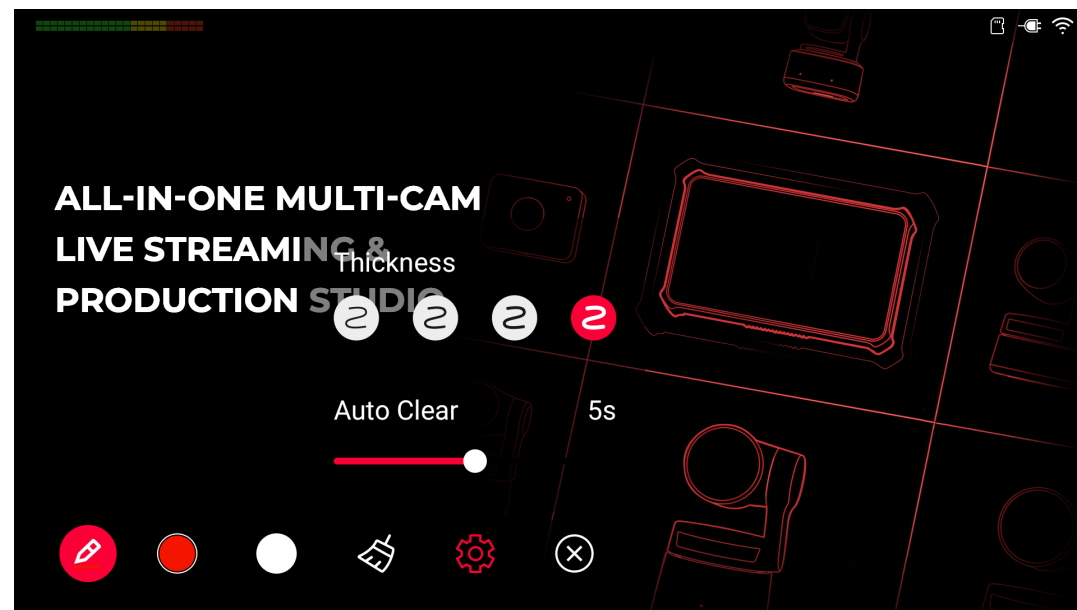 ALL-IN-ONE MULTI-CAM
LIVE STREAMING &
PRODUCTION STUDIO
Thickness
Auto Clear 5s